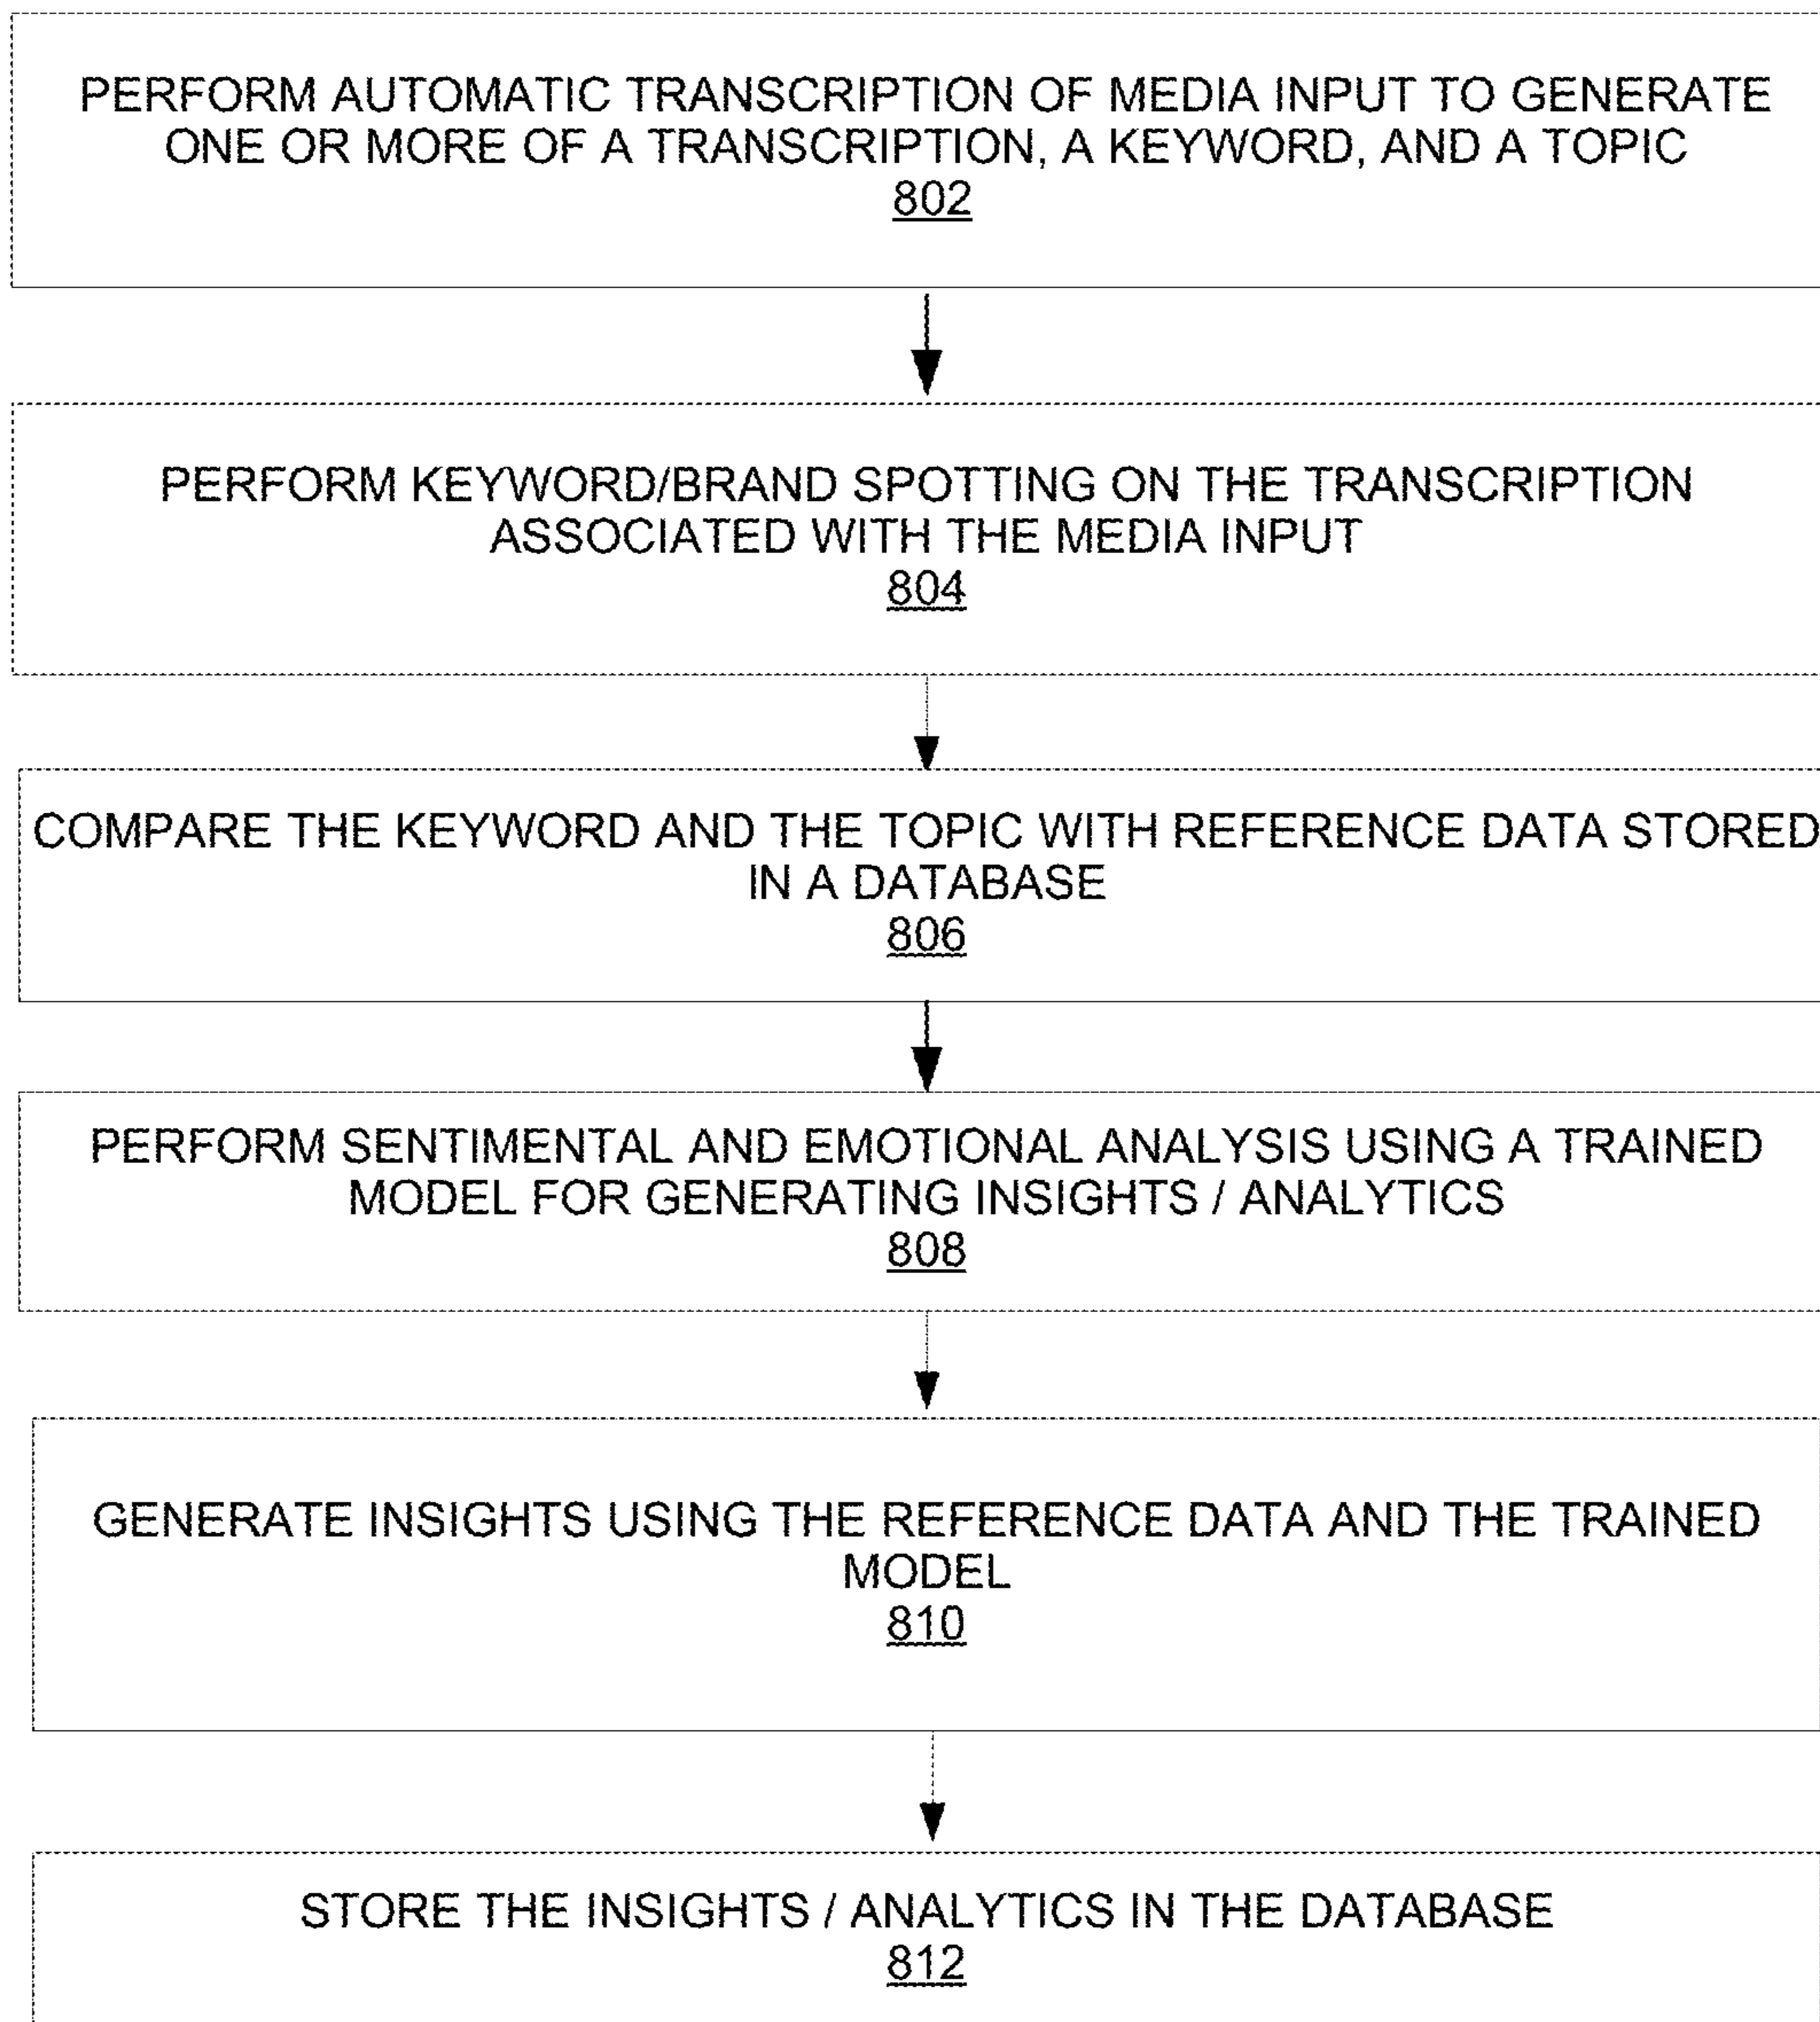 PERFORM AUTOMATIC TRANSCRIPTION OF MEDIA INPUT TO GENERATE
ONE OR MORE OF A TRANSCRIPTION, A KEYWORD, AND A TOPIC
802
PERFORM KEYWORD/BRAND SPOTTING ON THE TRANSCRIPTION
ASSOCIATED WITH THE MEDIA INPUT
804
COMPARE THE KEYWORD AND THE TOPIC WITH REFERENCE DATA STORED
IN A DATABASE
806
PERFORM SENTIMENTAL AND EMOTIONAL ANALYSIS USING A TRAINED
MODEL FOR GENERATING INSIGHTS / ANALYTICS
808
GENERATE INSIGHTS USING THE REFERENCE DATA AND THE TRAINED
MODEL
810
STORE THE INSIGHTS / ANALYTICS IN THE DATABASE
812